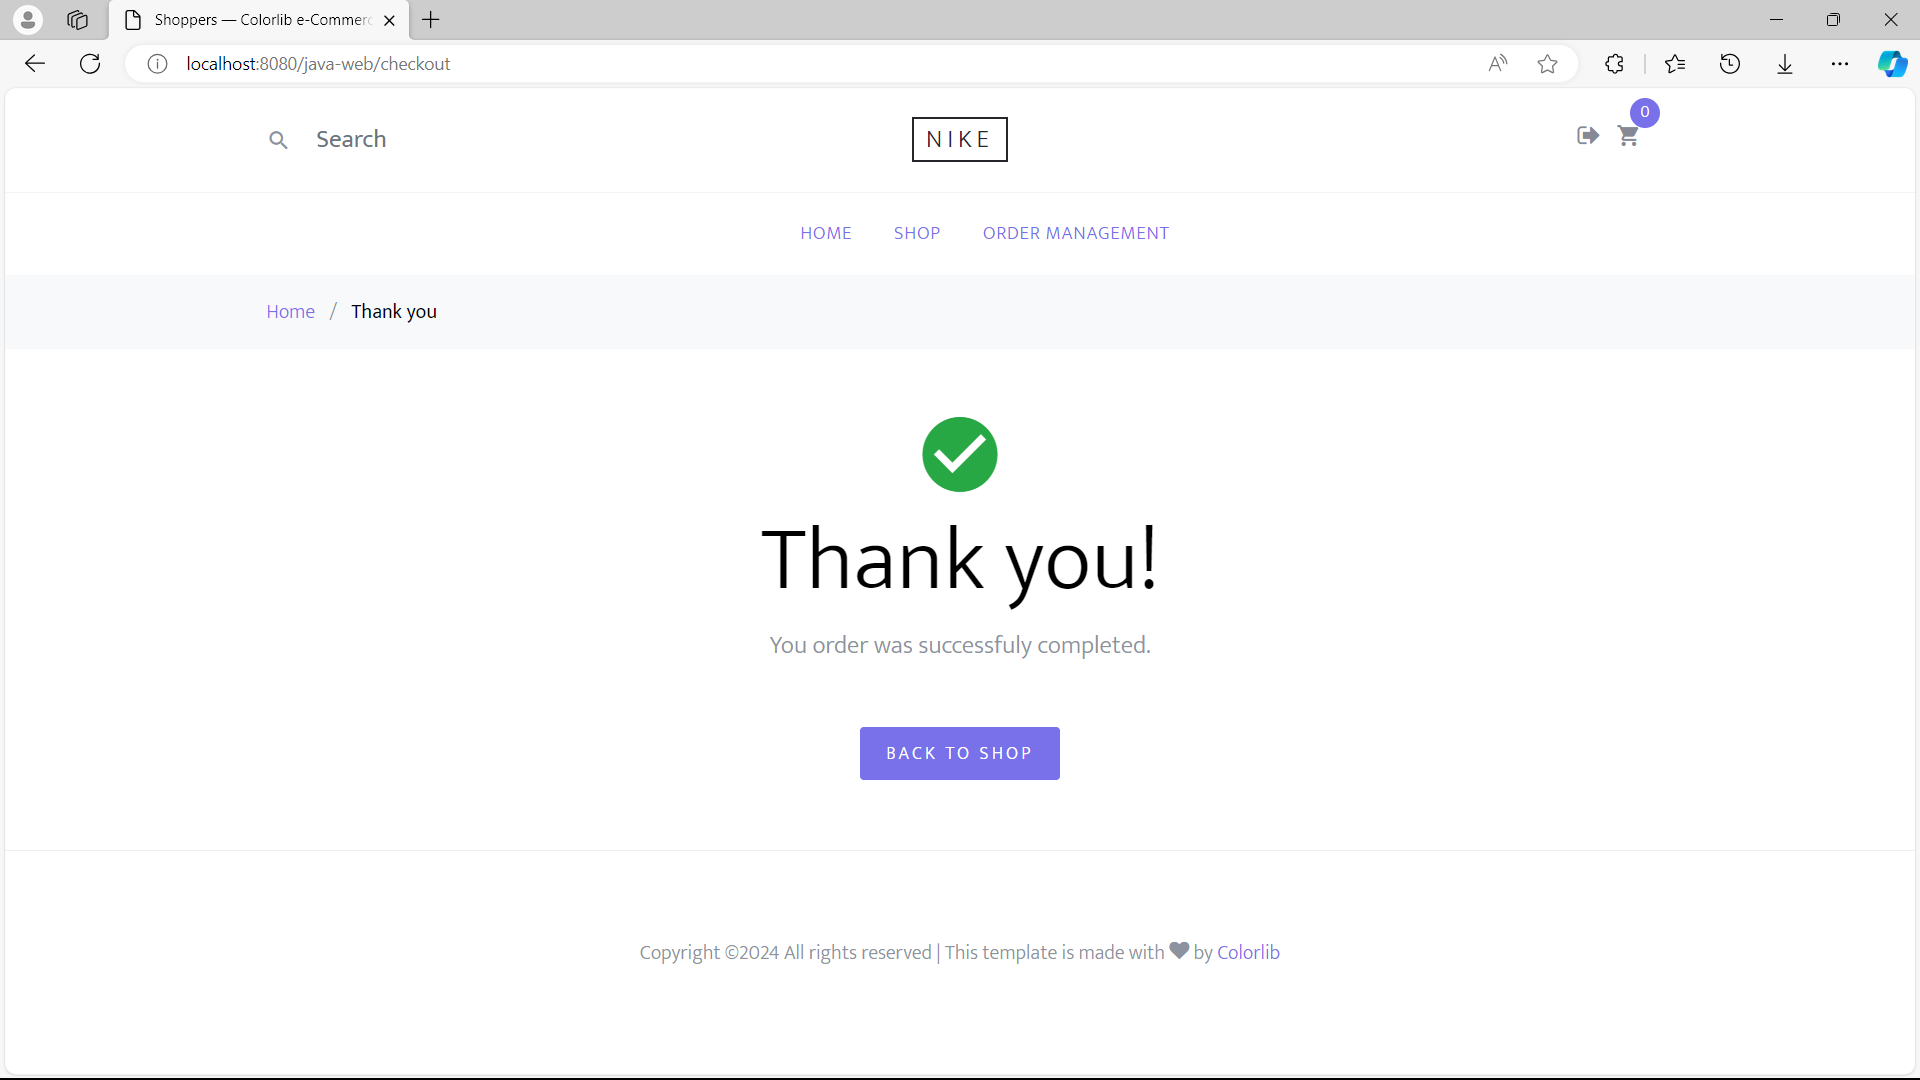 Shoppers — Colorlib e-Commerc
localhost:8080/java-web/checkout
Search
NIKE
0
HOME SHOP ORDER MANAGEMENT
Home / Thank you
Thank you!
You order was successfuly completed.
BACK TO SHOP
Copyright ©2024 All rights reserved | This template is made with ❤ by Colorlib